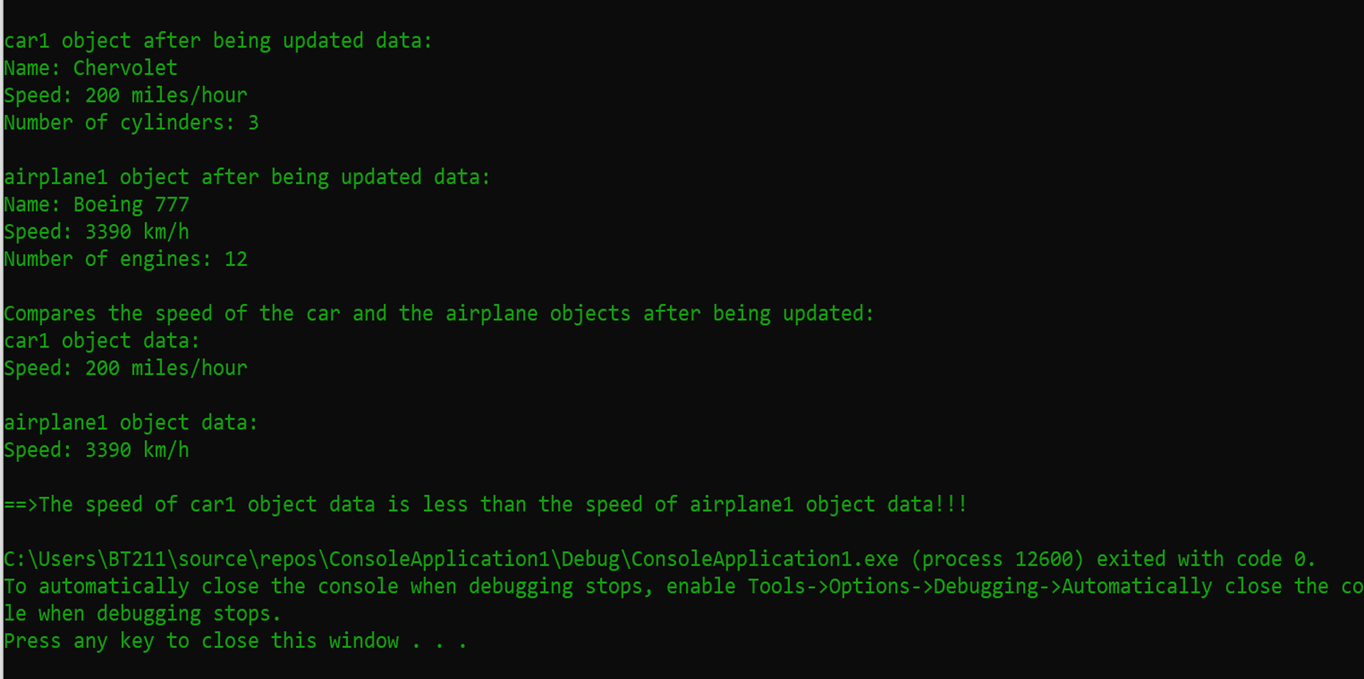 car1 object after being updated data:
Name: Chervolet
Speed: 200 miles/hour
Number of cylinders: 3
airplane1 object after being updated data:
Name: Boeing 777
Speed: 3390 km/h
Number of engines: 12
Compares the speed of the car and the airplane objects after being updated:
car1 object data:
Speed: 200 miles/hour
airplane1 object data:
Speed: 3390 km/h
==>The speed of car1 object data is less than the speed of airplane1 object data!!!
C:\Users\BT211\source\repos\ConsoleApplication1\Debug\ConsoleApplication1.exe (process 12600) exited with code 0.
To automatically close the console when debugging stops, enable Tools->Options->Debugging->Automatically close the co
le when debugging stops.
Press any key to close this window . . .